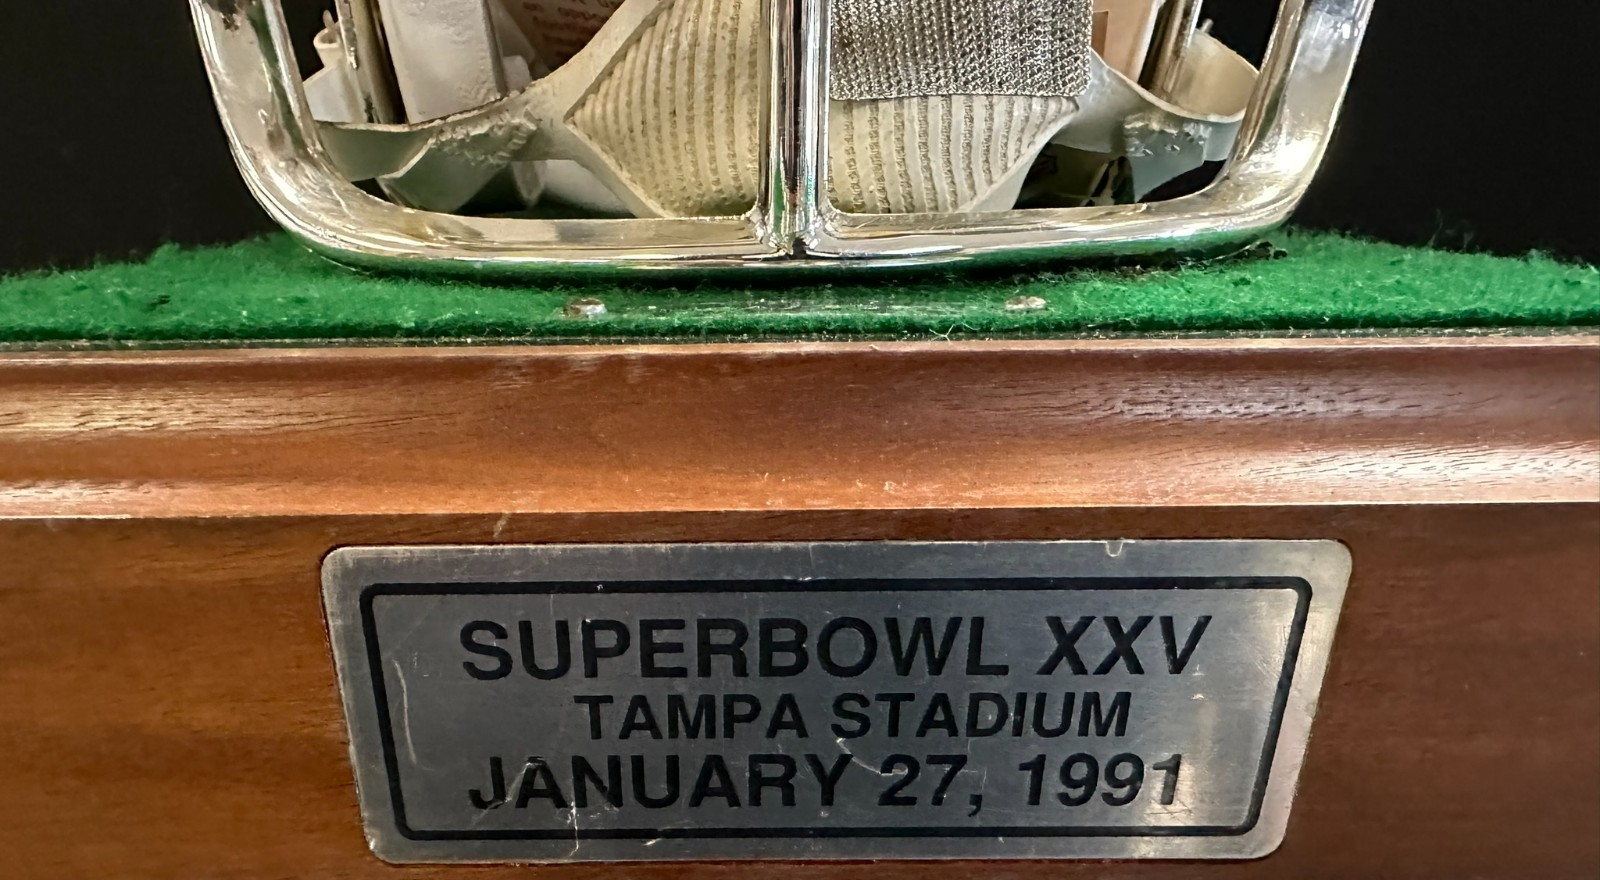 SUPERBOWL XXV
TAMPA STADIUM
JANUARY 27, 1991